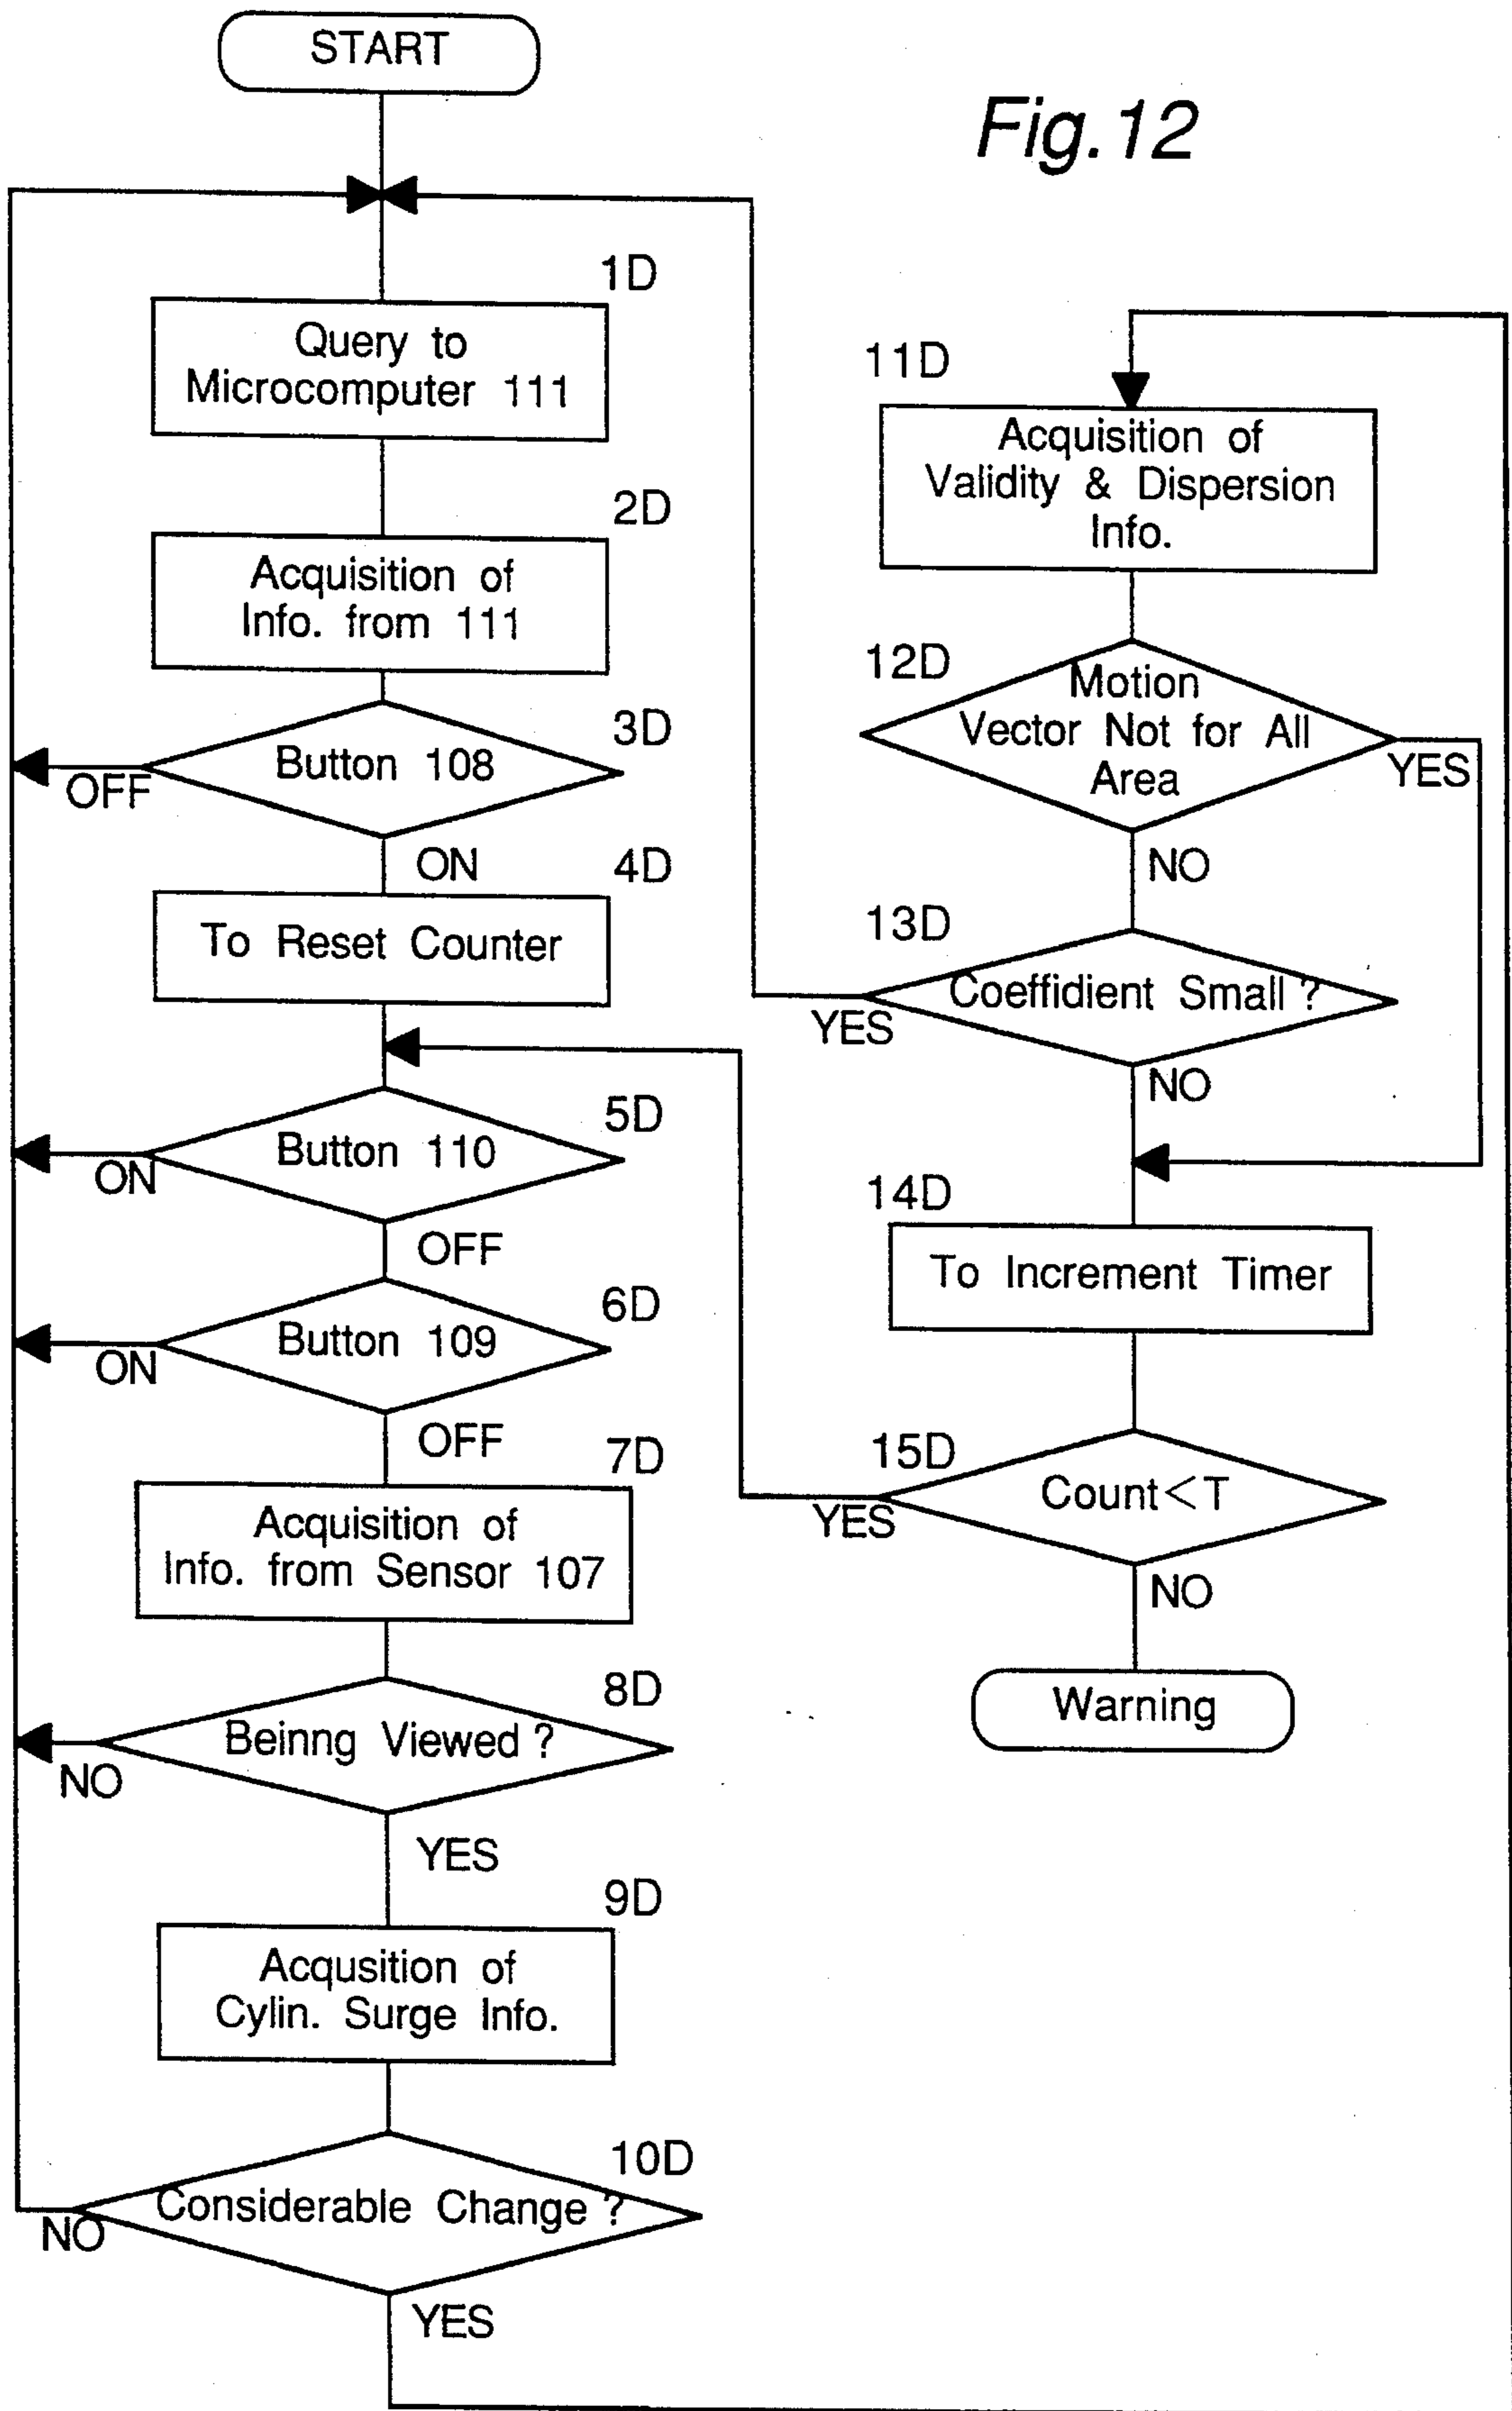 START
Fig.12
1D
Query to
Microcomputer 111
2D
Acquisition of
Info. from 111
3D
Button 108
OFF
ON
4D
To Reset Counter
5D
Button 110
ON
OFF
6D
Button 109
ON
OFF
7D
Acquisition of
Info. from Sensor 107
8D
Beinng Viewed ?
NO
YES
9D
Acqusition of
Cylin. Surge Info.
10D
Considerable Change ?
NO
YES
11D
Acquisition of
Validity & Dispersion
Info.
12D
Motion
Vector Not for All
Area
YES
NO
13D
Coeffidient Small ?
YES
NO
14D
To Increment Timer
15D
Count<T
YES
NO
Warning